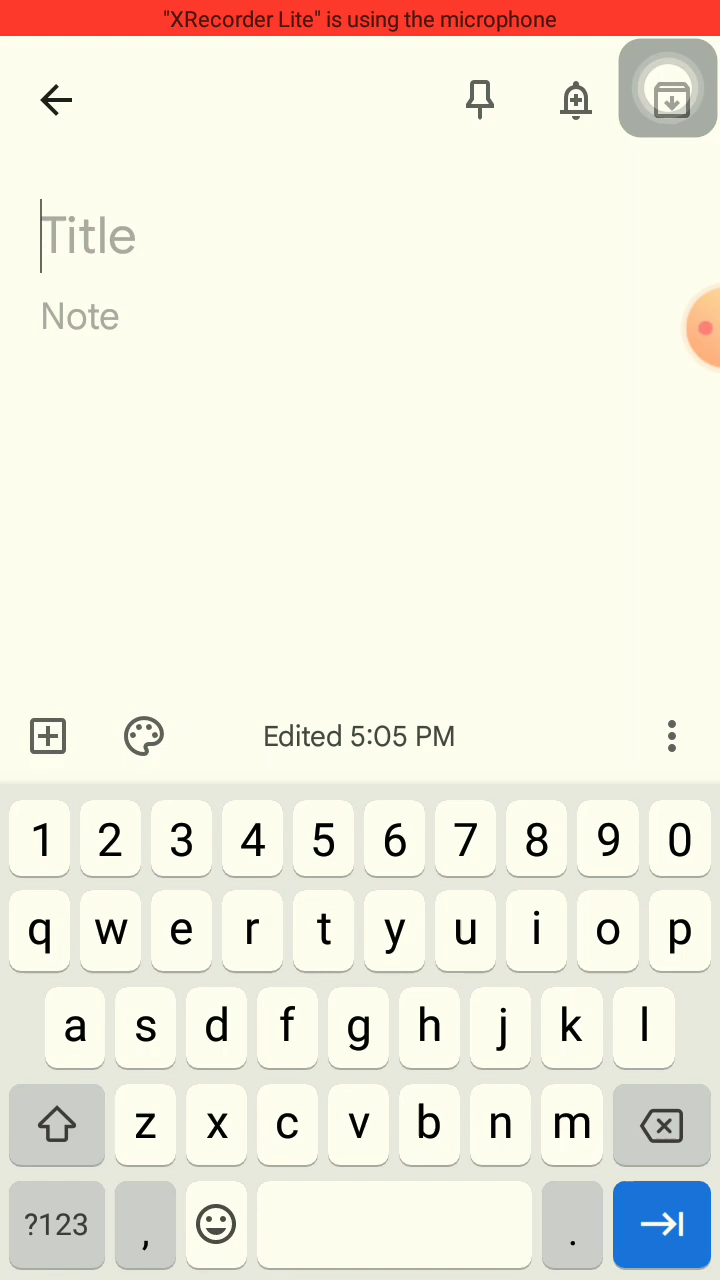 "XRecorder Lite" is using the microphone
Title
Note
Edited 5:05 PM
1 2 3 4 5 6 7 8 9 0
q w e r t y u i o p
a s d f g h j k l
z x c v b n m
?123 , .